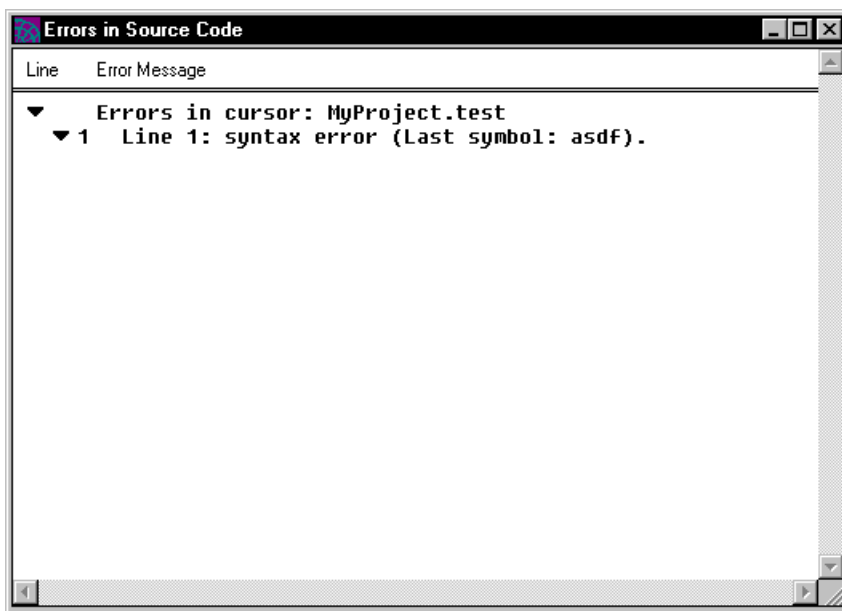 Errors in Source Code
Line Error Message
Errors in cursor: MyProject.test
1 Line 1: syntax error (Last symbol: asdf).